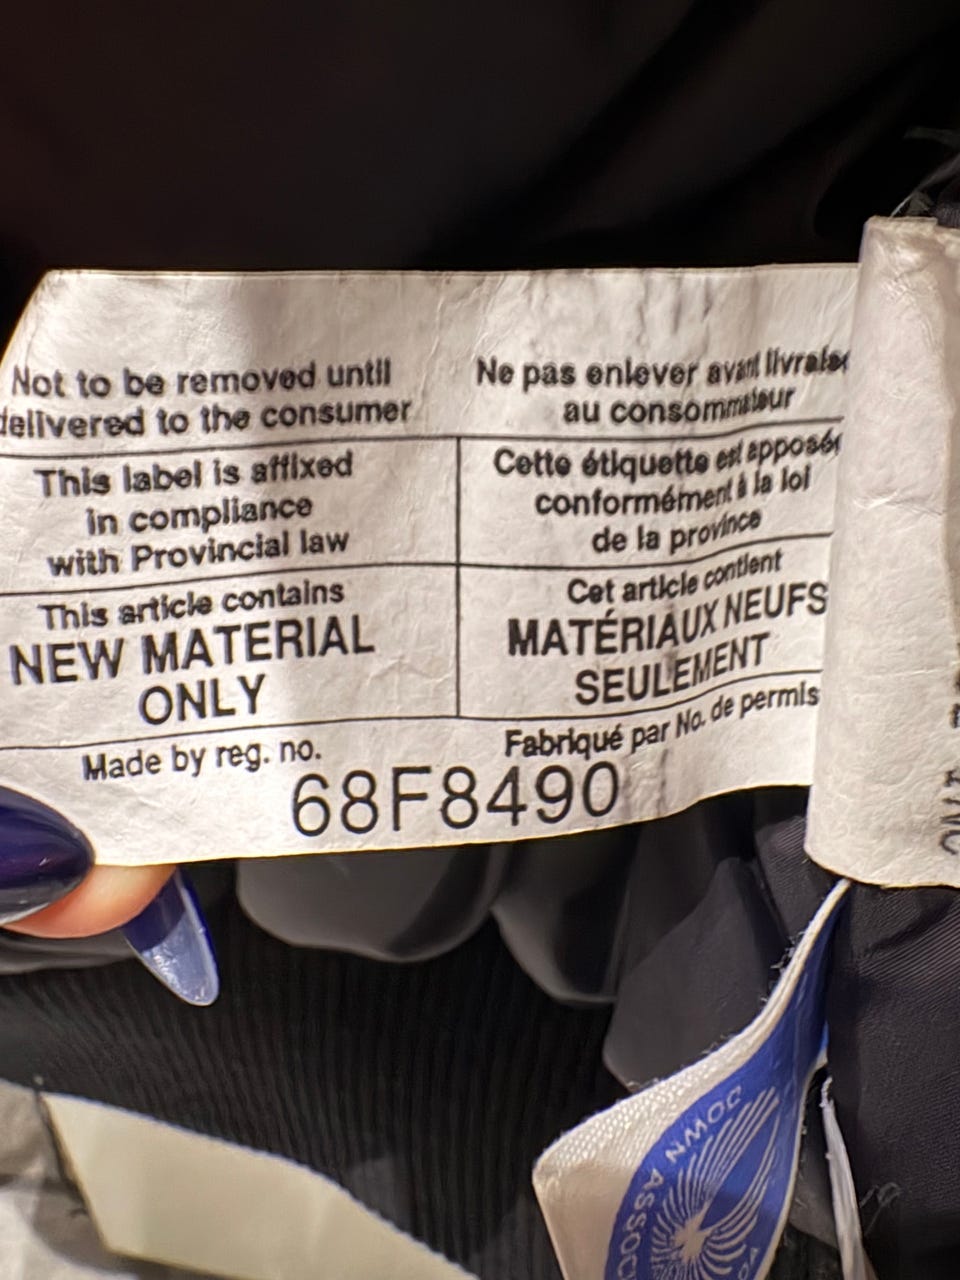 Not to be removed until
delivered to the consumer
Ne pas enlever avant livraison
au consommateur
This label is affixed
in compliance
with Provincial law
Cette étiquette est apposée
conformément à la loi
de la province
This article contains
NEW MATERIAL
ONLY
Cet article contient
MATÉRIAUX NEUFS
SEULEMENT
Made by reg. no.
Fabriqué par No. de permis
68F8490
DOWN ASSOC